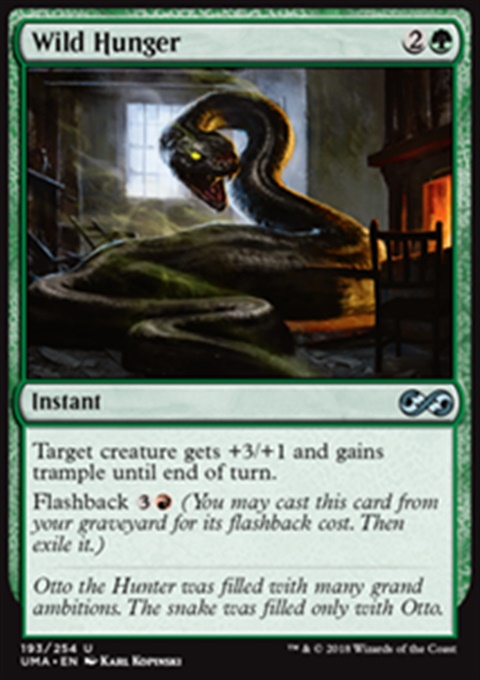 Wild Hunger 2
Instant
Target creature gets +3/+1 and gains
trample until end of turn.
Flashback 3 (You may cast this card from
your graveyard for its flashback cost. Then
exile it.)
Otto the Hunter was filled with many grand
ambitions. The snake was filled only with Otto.
193/254 U
UMA • EN Karl Kopinski
™ & © 2018 Wizards of the Coast